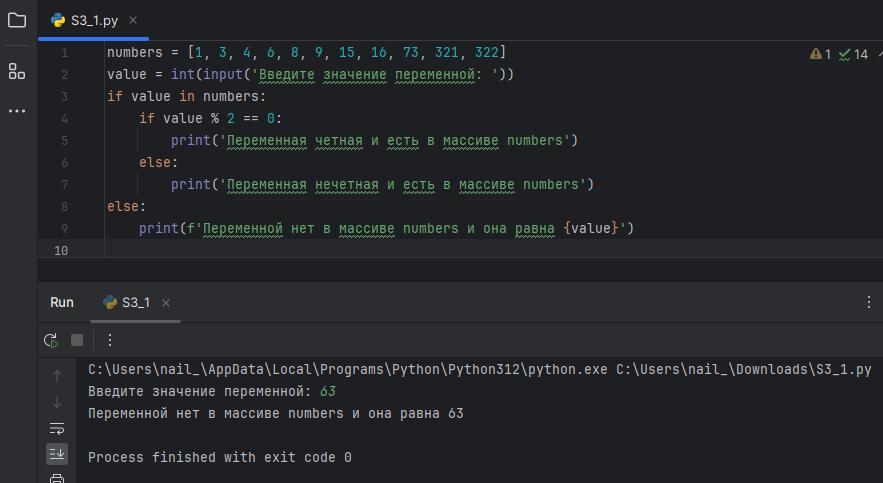 S3_1.py
1 numbers = [1, 3, 4, 6, 8, 9, 15, 16, 73, 321, 322]
1 14
2 value = int(input('Введите значение переменной: '))
3 if value in numbers:
4     if value % 2 == 0:
5         print('Переменная четная и есть в массиве numbers')
6     else:
7         print('Переменная нечетная и есть в массиве numbers')
8 else:
9     print(f'Переменной нет в массиве numbers и она равна {value}')
10
Run S3_1
C:\Users\nail_\AppData\Local\Programs\Python\Python312\python.exe C:\Users\nail_\Downloads\S3_1.py
Введите значение переменной: 63
Переменной нет в массиве numbers и она равна 63
Process finished with exit code 0